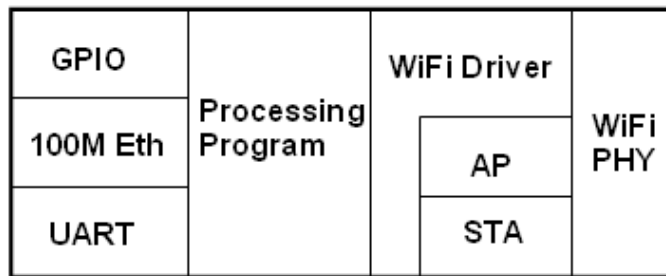 GPIO
100M Eth
UART
Processing
Program
WiFi Driver
AP
STA
WiFi
PHY